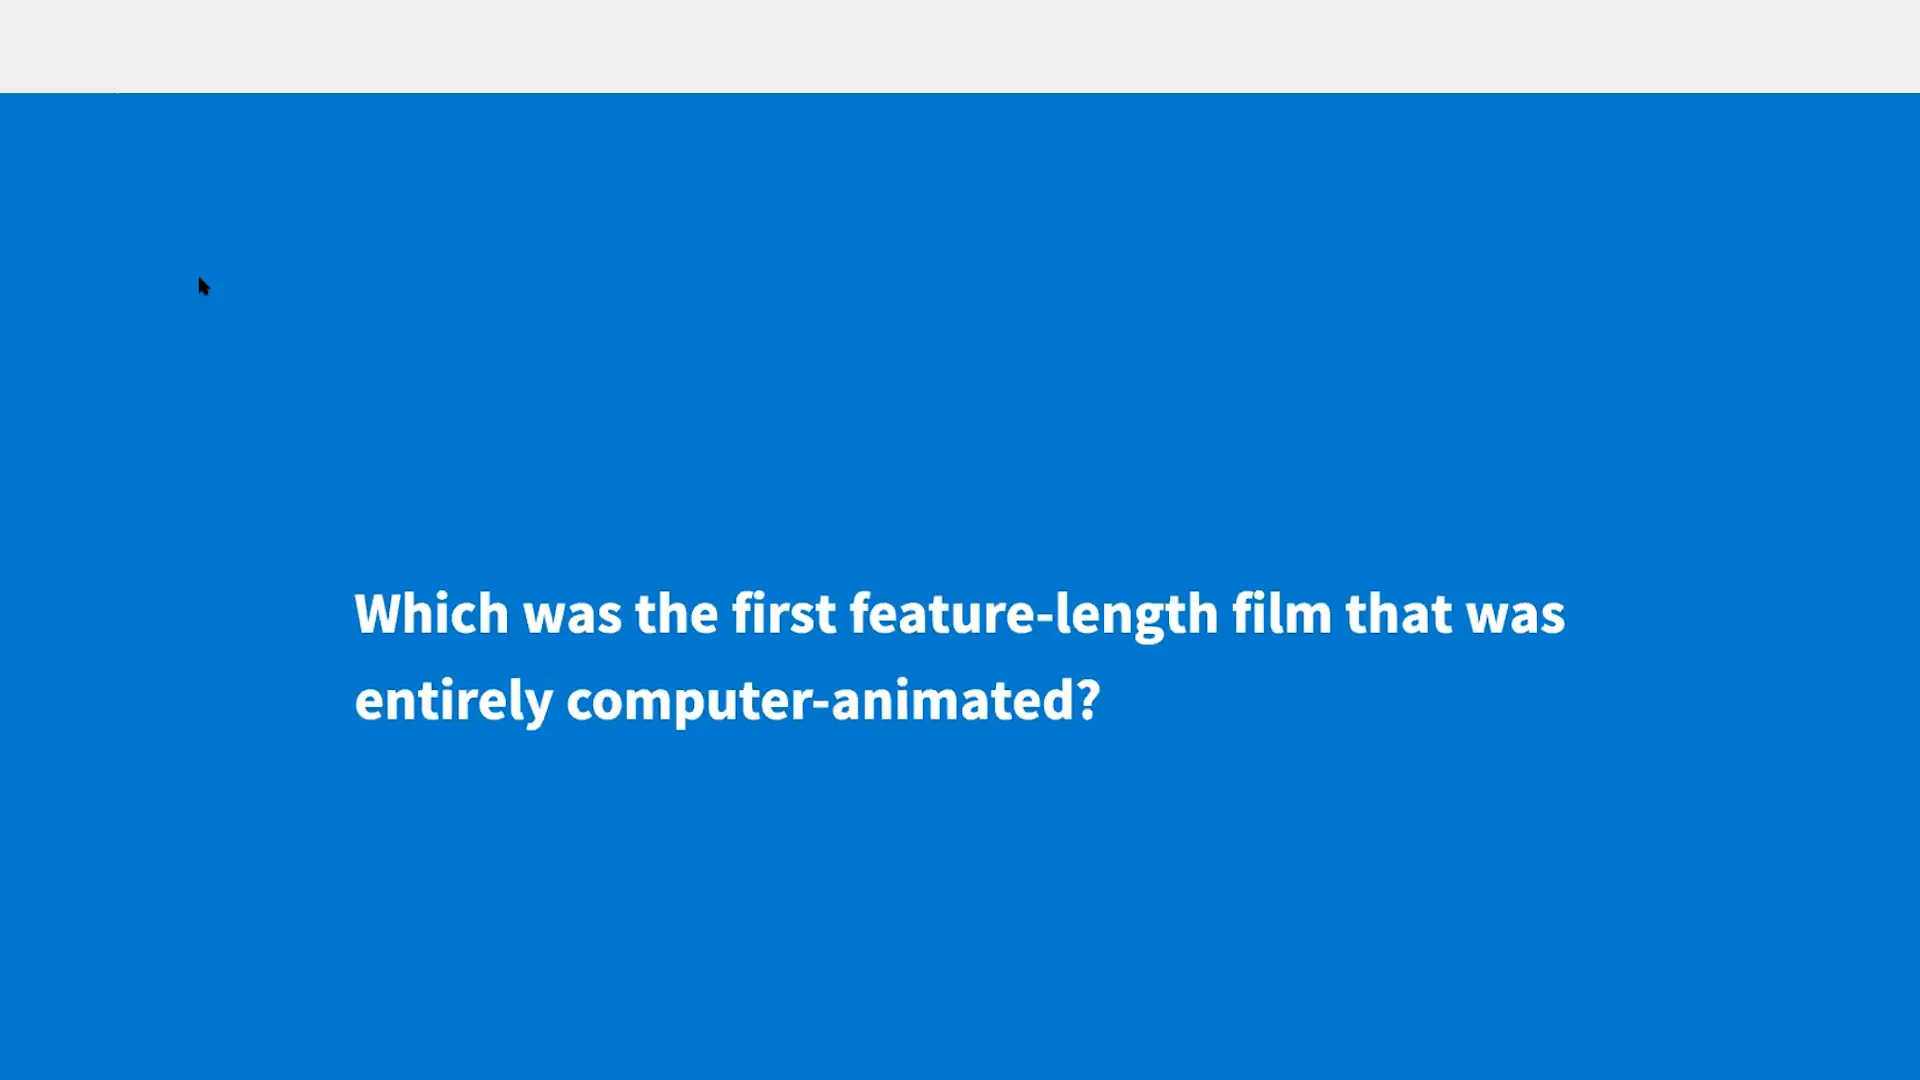 Which was the first feature-length film that was
entirely computer-animated?